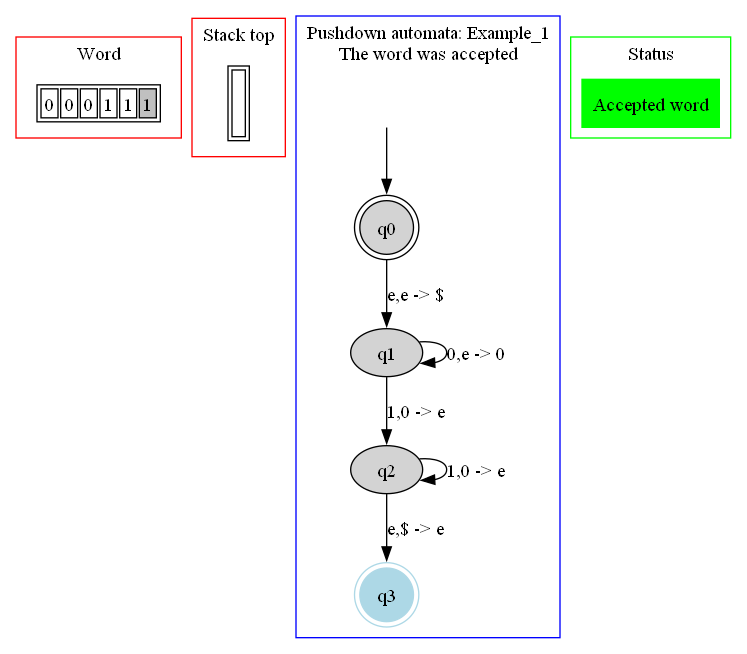 Word
0 0 0 1 1 1
Stack top
Pushdown automata: Example_1
The word was accepted
q0
e,e -> $
q1
0,e -> 0
1,0 -> e
q2
1,0 -> e
e,$ -> e
q3
Status
Accepted word